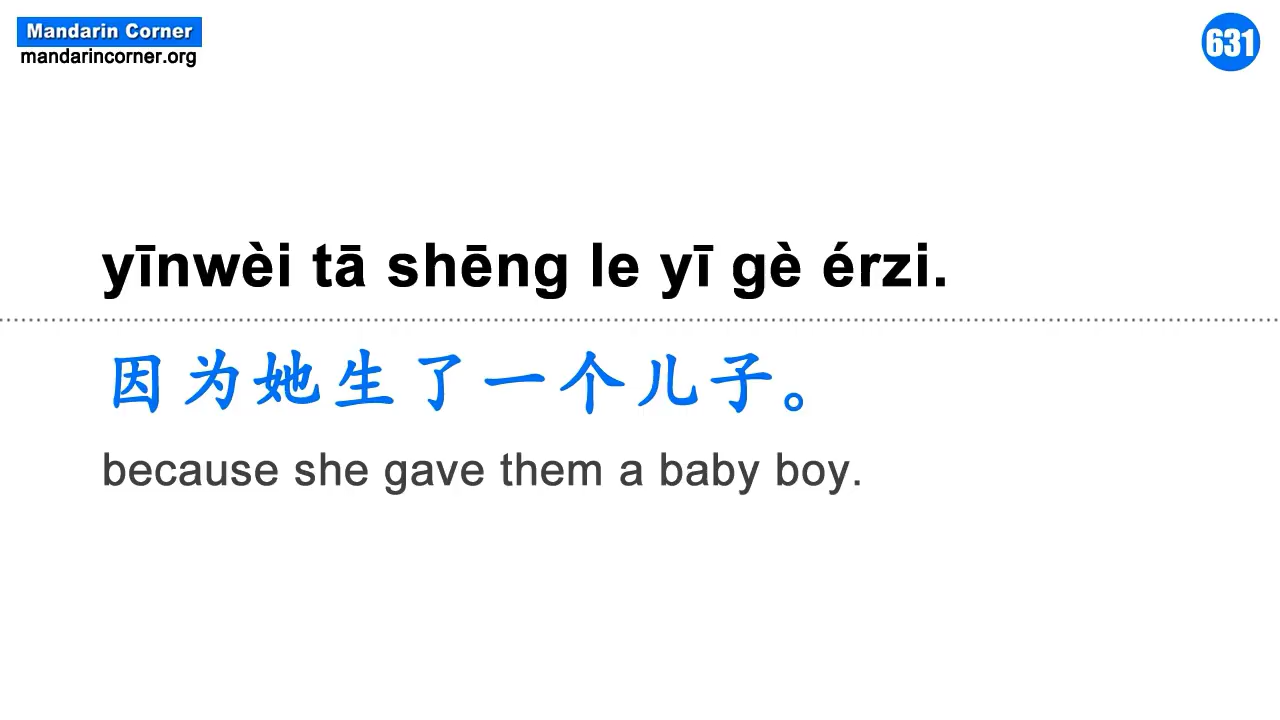 Mandarin Corner
mandarincorner.org
631
yīnwèi tā shēng le yī gè érzi.
因为她生了一个儿子。
because she gave them a baby boy.